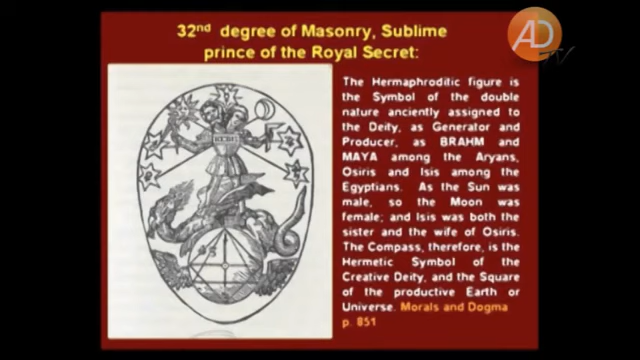 32nd degree of Masonry, Sublime
prince of the Royal Secret:
AD
TV
The Hermaphroditic figure is
the Symbol of the double
nature anciently assigned to
the Deity, as Generator and
Producer, as BRAHM and
MAYA among the Aryans,
Osiris and Isis among the
Egyptians. As the Sun was
male, so the Moon was
female; and Isis was both the
sister and the wife of Osiris.
The Compass, therefore, is the
Hermetic Symbol of the
Creative Deity, and the Square
of the productive Earth or
Universe. Morals and Dogma
p. 851